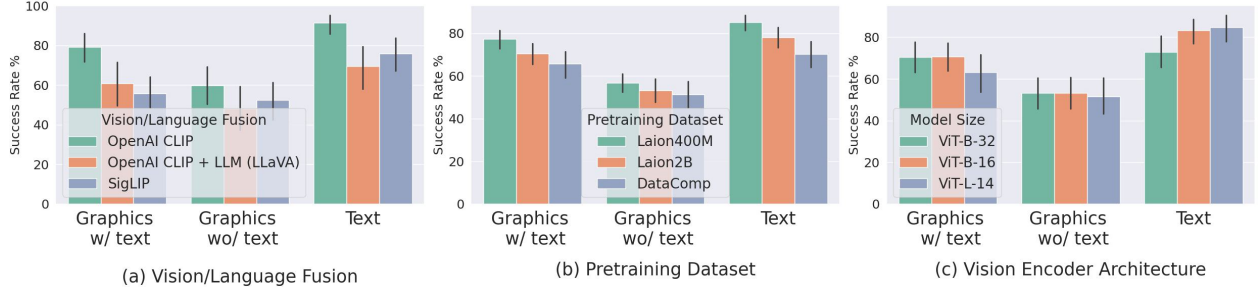 Success Rate %
100
80
60
40
20
0
Vision/Language Fusion
OpenAI CLIP
OpenAI CLIP + LLM (LLaVA)
SigLIP
Graphics
w/ text
Graphics
wo/ text
Text
(a) Vision/Language Fusion
Success Rate %
80
60
40
20
0
Pretraining Dataset
Laion400M
Laion2B
DataComp
Graphics
w/ text
Graphics
wo/ text
Text
(b) Pretraining Dataset
Success Rate %
80
60
40
20
0
Model Size
ViT-B-32
ViT-B-16
ViT-L-14
Graphics
w/ text
Graphics
wo/ text
Text
(c) Vision Encoder Architecture